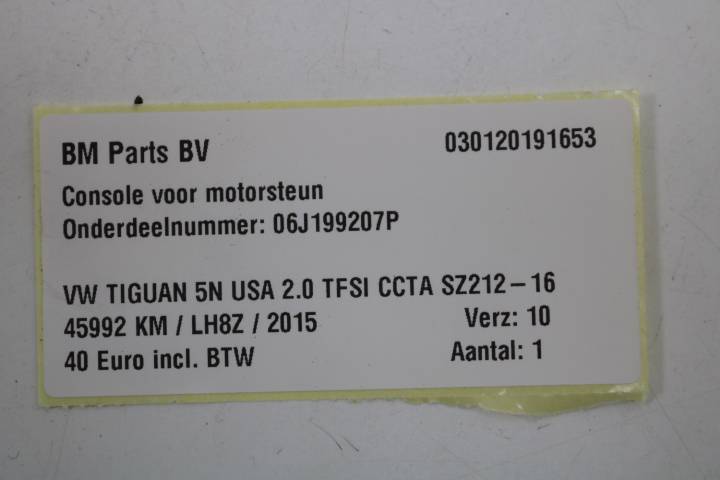 BM Parts BV 030120191653
Console voor motorsteun
Onderdeelnummer: 06J199207P
VW TIGUAN 5N USA 2.0 TFSI CCTA SZ212-16
45992 KM / LH8Z / 2015 Verz: 10
40 Euro incl. BTW Aantal: 1